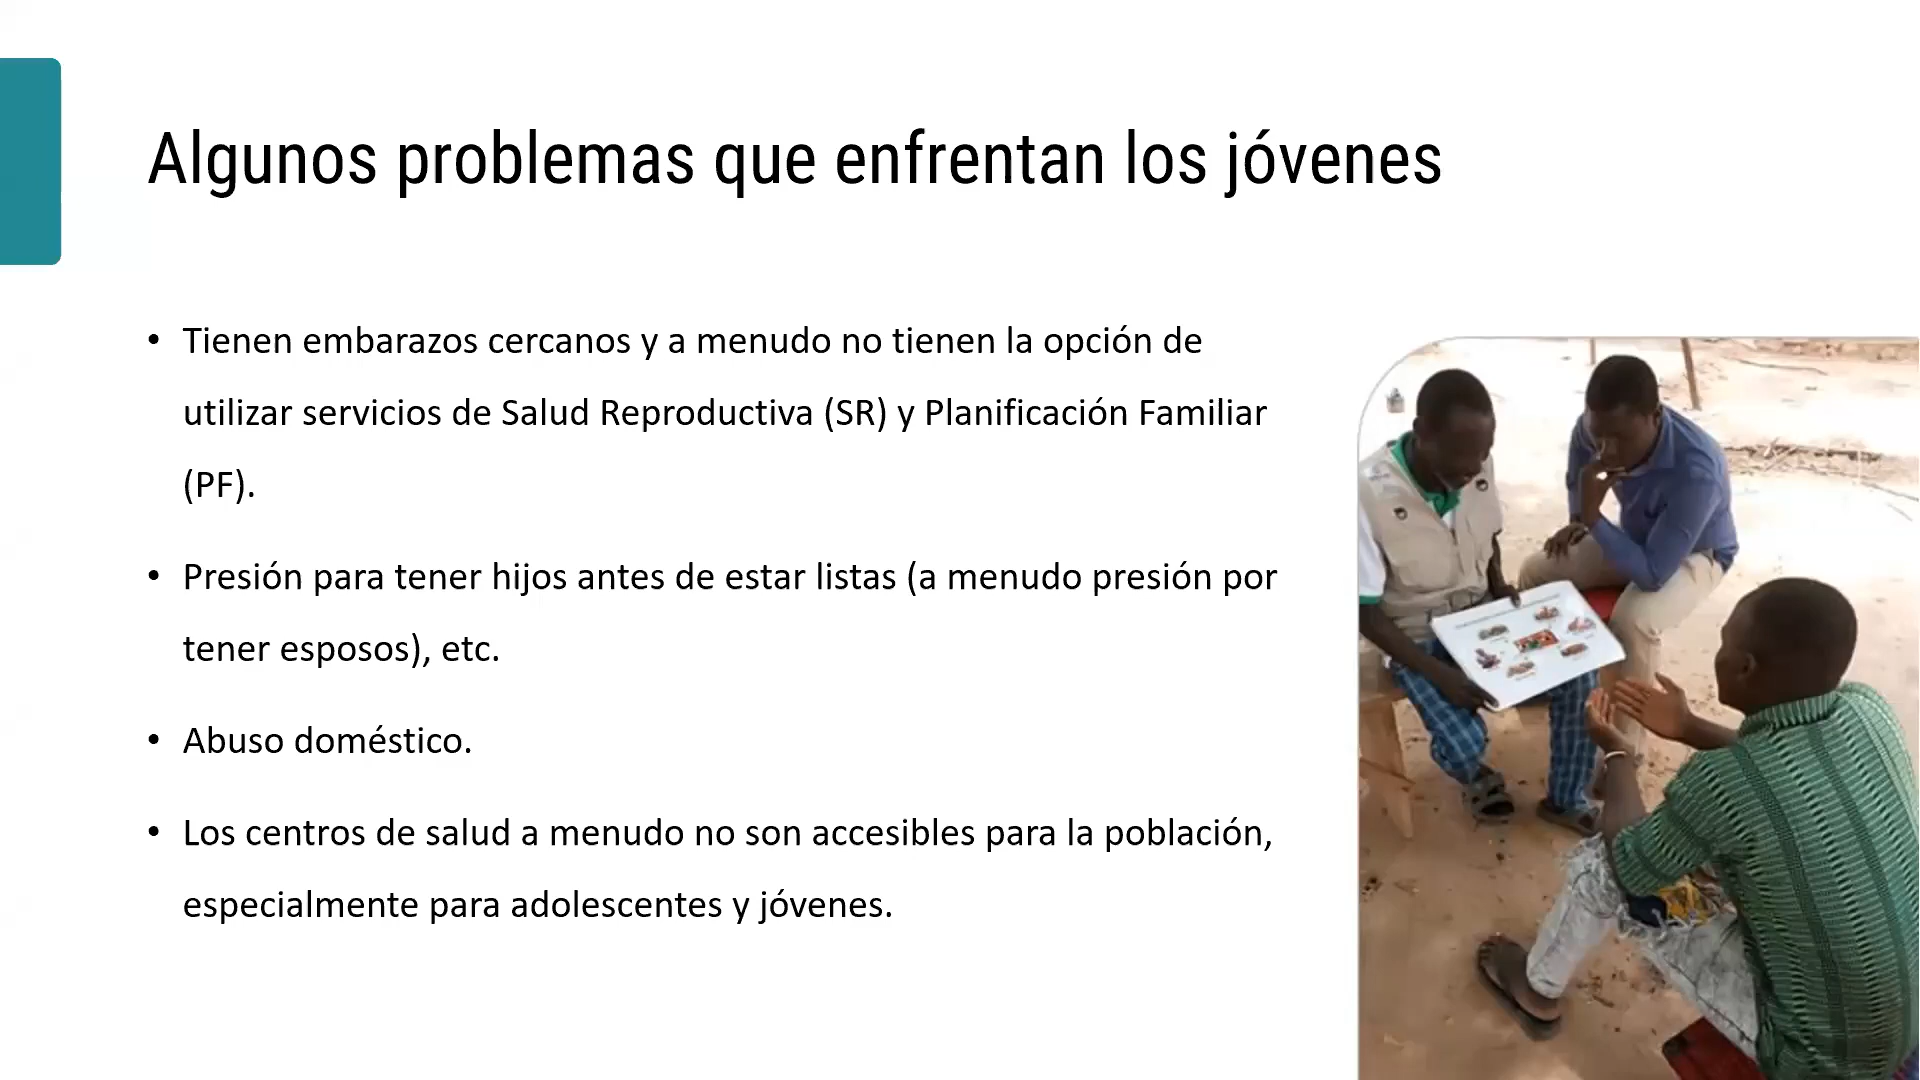 Algunos problemas que enfrentan los jóvenes
• Tienen embarazos cercanos y a menudo no tienen la opción de
utilizar servicios de Salud Reproductiva (SR) y Planificación Familiar
(PF).
• Presión para tener hijos antes de estar listas (a menudo presión por
tener esposos), etc.
• Abuso doméstico.
• Los centros de salud a menudo no son accesibles para la población,
especialmente para adolescentes y jóvenes.